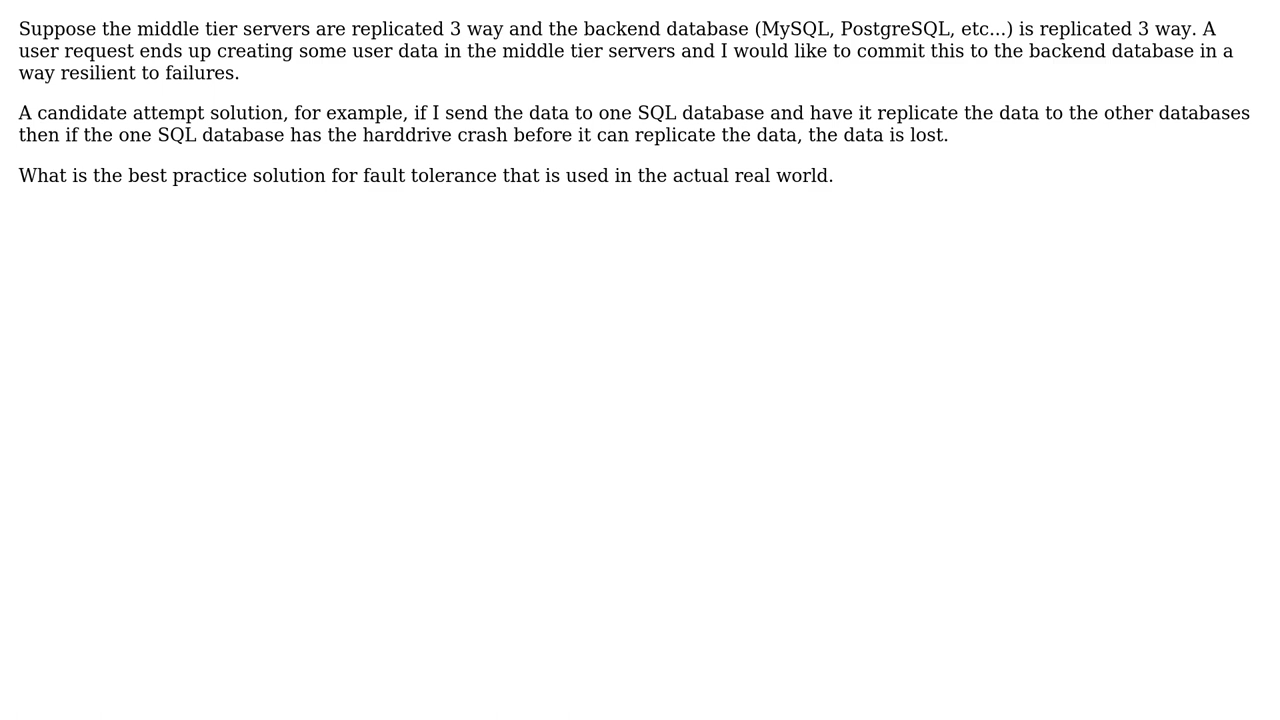 Suppose the middle tier servers are replicated 3 way and the backend database (MySQL, PostgreSQL, etc...) is replicated 3 way. A
user request ends up creating some user data in the middle tier servers and I would like to commit this to the backend database in a
way resilient to failures.
A candidate attempt solution, for example, if I send the data to one SQL database and have it replicate the data to the other databases
then if the one SQL database has the harddrive crash before it can replicate the data, the data is lost.
What is the best practice solution for fault tolerance that is used in the actual real world.